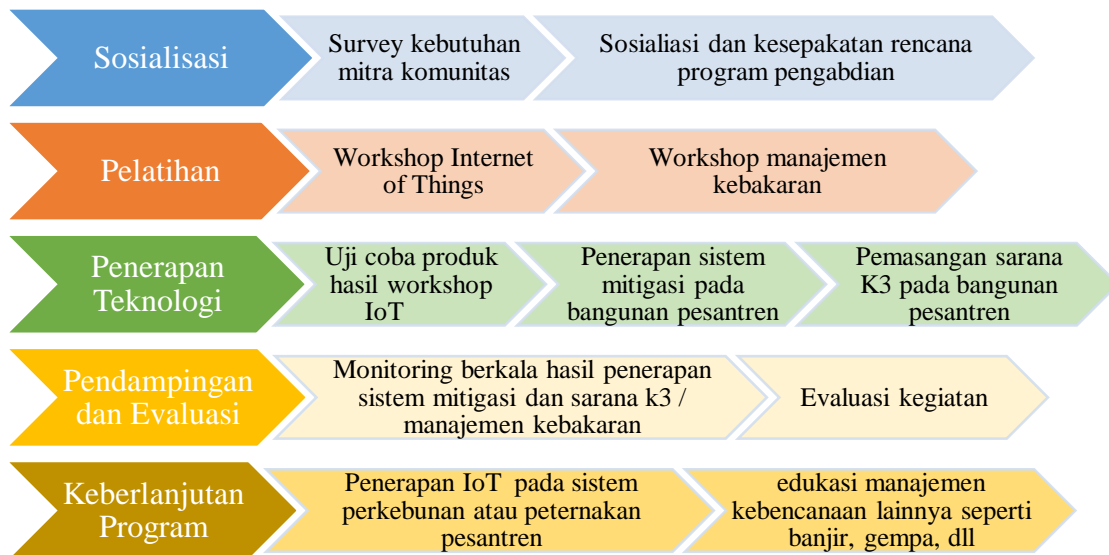 Sosialisasi
Survey kebutuhan
mitra komunitas
Sosialiasi dan kesepakatan rencana
program pengabdian
Pelatihan
Workshop Internet
of Things
Workshop manajemen
kebakaran
Penerapan
Teknologi
Uji coba produk
hasil workshop
IoT
Penerapan sistem
mitigasi pada
bangunan pesantren
Pemasangan sarana
K3 pada bangunan
pesantren
Pendampingan
dan Evaluasi
Monitoring berkala hasil penerapan
sistem mitigasi dan sarana k3 /
manajemen kebakaran
Evaluasi kegiatan
Keberlanjutan
Program
Penerapan IoT pada sistem
perkebunan atau peternakan
pesantren
edukasi manajemen
kebencanaan lainnya seperti
banjir, gempa, dll